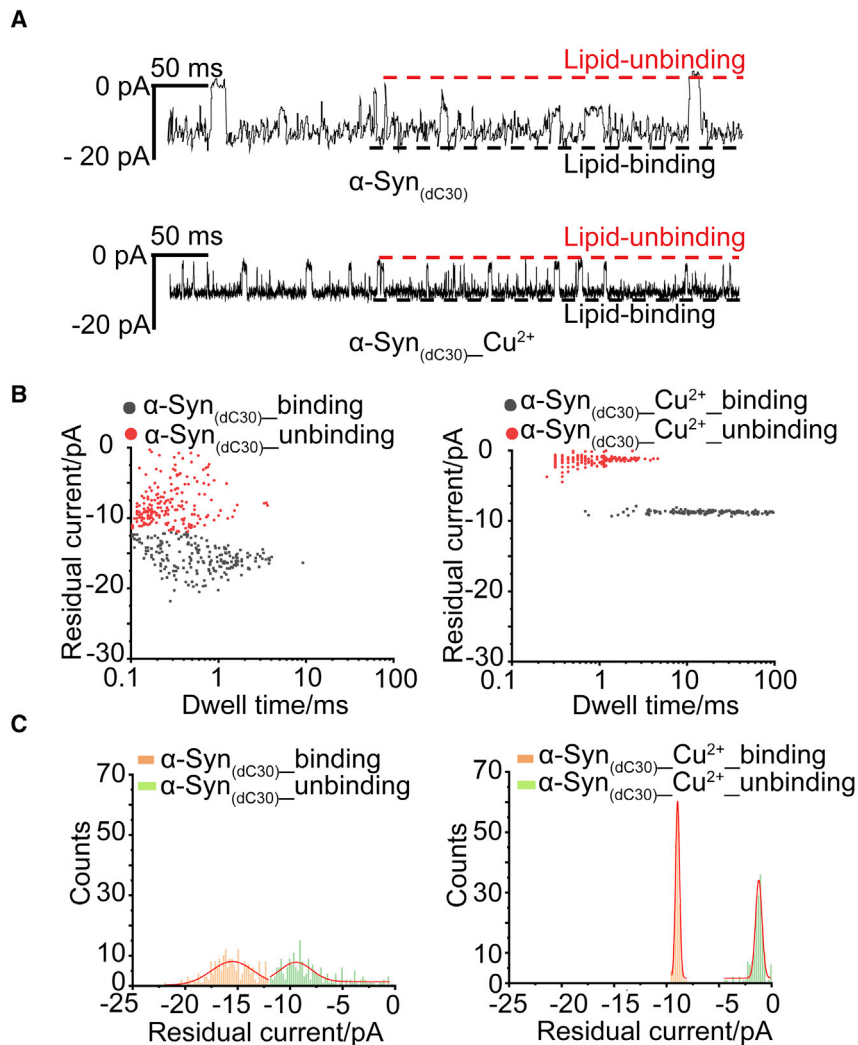 A
50 ms
Lipid-unbinding
0 pA
- 20 pA
Lipid-binding
α-Syn(dC30)
50 ms
Lipid-unbinding
0 pA
-20 pA
Lipid-binding
α-Syn(dC30)_Cu2+
B
α-Syn(dC30)_binding
α-Syn(dC30)_unbinding
0
-10
-20
-30
Residual current/pA
0.1
1
10
100
Dwell time/ms
α-Syn(dC30)_Cu2+_binding
α-Syn(dC30)_Cu2+_unbinding
0
-10
-20
-30
Residual current/pA
0.1
1
10
100
Dwell time/ms
C
α-Syn(dC30)_binding
α-Syn(dC30)_unbinding
70
50
30
10
0
Counts
-25
-20
-15
-10
-5
0
Residual current/pA
α-Syn(dC30)_Cu2+_binding
α-Syn(dC30)_Cu2+_unbinding
70
50
30
10
0
Counts
-25
-20
-15
-10
-5
0
Residual current/pA